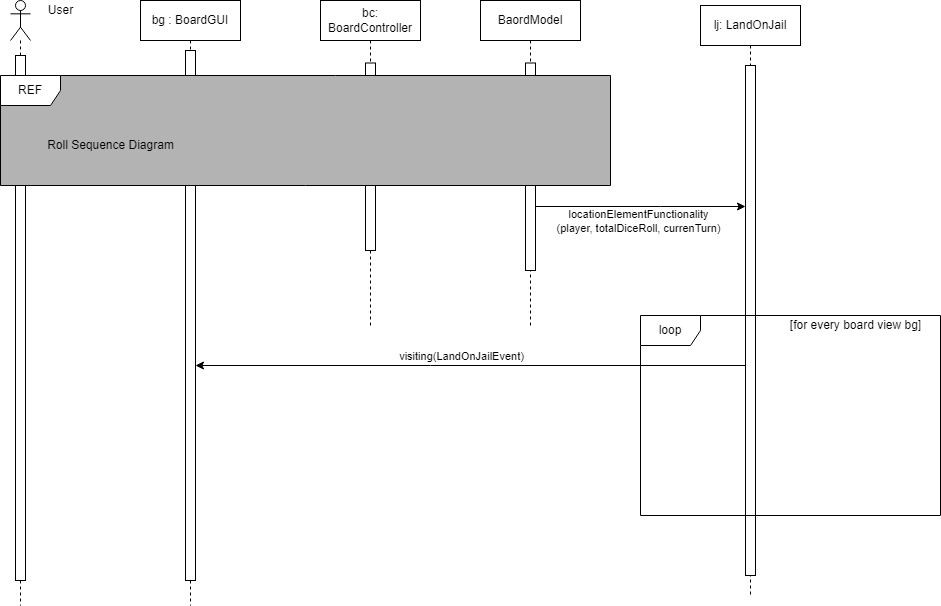 User
bg : BoardGUI
bc:
BoardController
BaordModel
lj: LandOnJail
REF
Roll Sequence Diagram
locationElementFunctionality
(player, totalDiceRoll, currenTurn)
loop
[for every board view bg]
visiting(LandOnJailEvent)